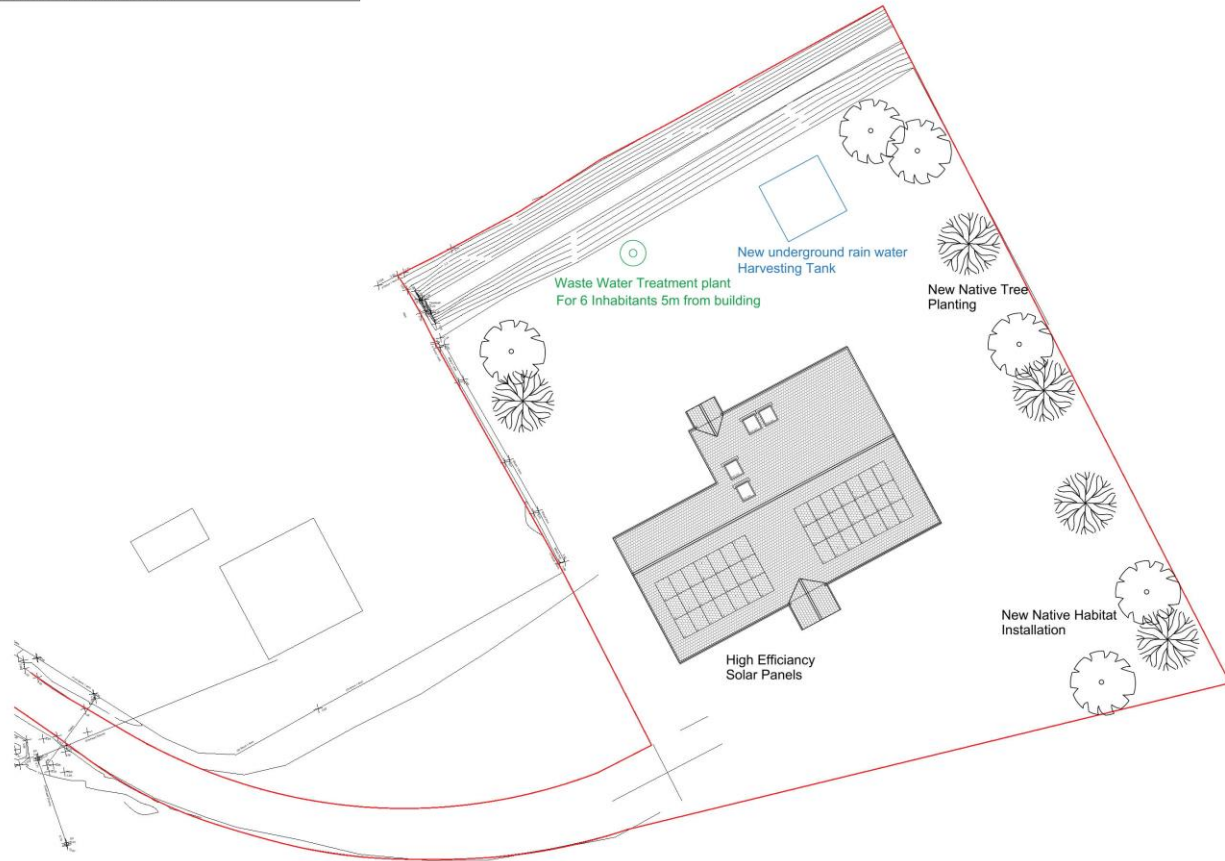 New underground rain water
Harvesting Tank
Waste Water Treatment plant
For 6 Inhabitants 5m from building
New Native Tree
Planting
New Native Habitat
Installation
High Efficiancy
Solar Panels